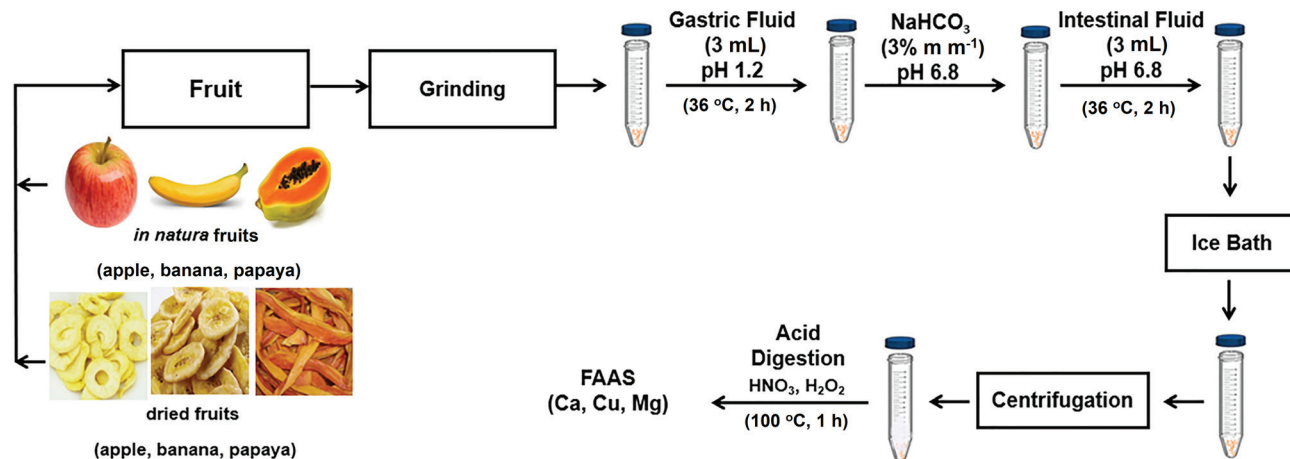 Fruit
Grinding
Gastric Fluid
(3 mL)
pH 1.2
(36 °C, 2 h)
NaHCO₃
(3% m m⁻¹)
pH 6.8
Intestinal Fluid
(3 mL)
pH 6.8
(36 °C, 2 h)
in natura fruits
(apple, banana, papaya)
dried fruits
(apple, banana, papaya)
Ice Bath
Centrifugation
Acid
Digestion
HNO₃, H₂O₂
(100 °C, 1 h)
FAAS
(Ca, Cu, Mg)